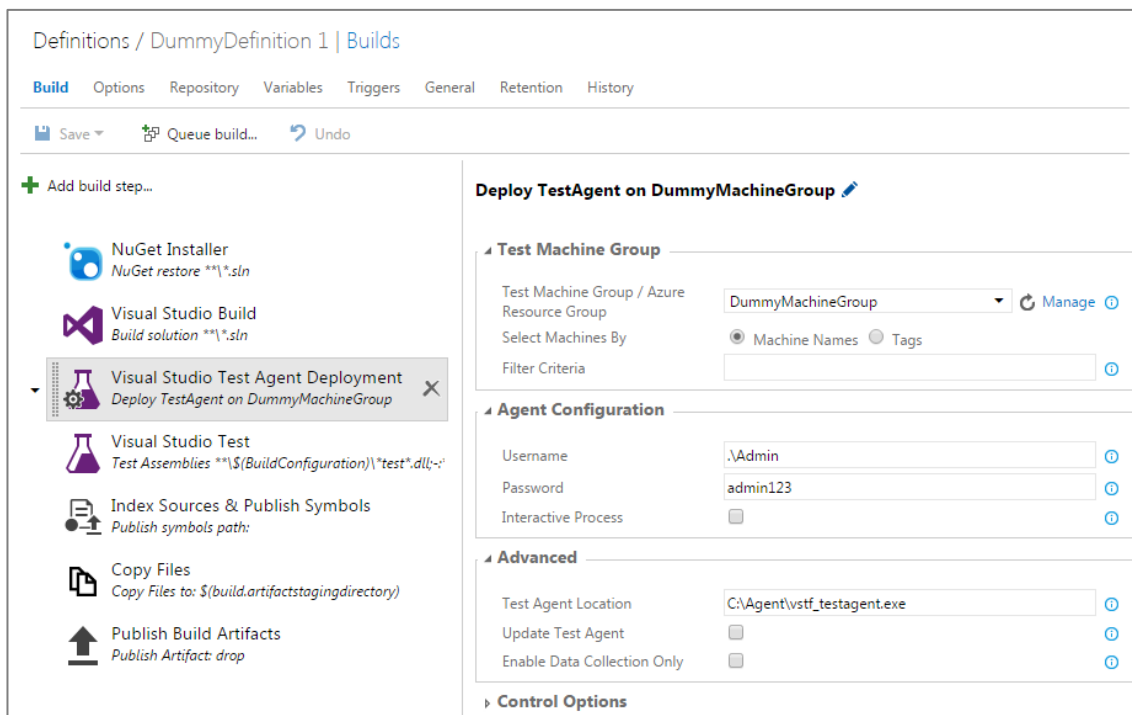 Definitions / DummyDefinition 1 | Builds
Build Options Repository Variables Triggers General Retention History
Save Queue build... Undo
Add build step...
NuGet Installer
NuGet restore **\*.sln
Visual Studio Build
Build solution **\*.sln
Visual Studio Test Agent Deployment
Deploy TestAgent on DummyMachineGroup
Visual Studio Test
Test Assemblies **\$(BuildConfiguration)\*test*.dll;-:*
Index Sources & Publish Symbols
Publish symbols path:
Copy Files
Copy Files to: $(build.artifactstagingdirectory)
Publish Build Artifacts
Publish Artifact: drop
Deploy TestAgent on DummyMachineGroup
Test Machine Group
Test Machine Group / Azure
Resource Group
DummyMachineGroup
Manage
Select Machines By
Machine Names Tags
Filter Criteria
Agent Configuration
Username
.\Admin
Password
admin123
Interactive Process
Advanced
Test Agent Location
C:\Agent\vstf_testagent.exe
Update Test Agent
Enable Data Collection Only
Control Options